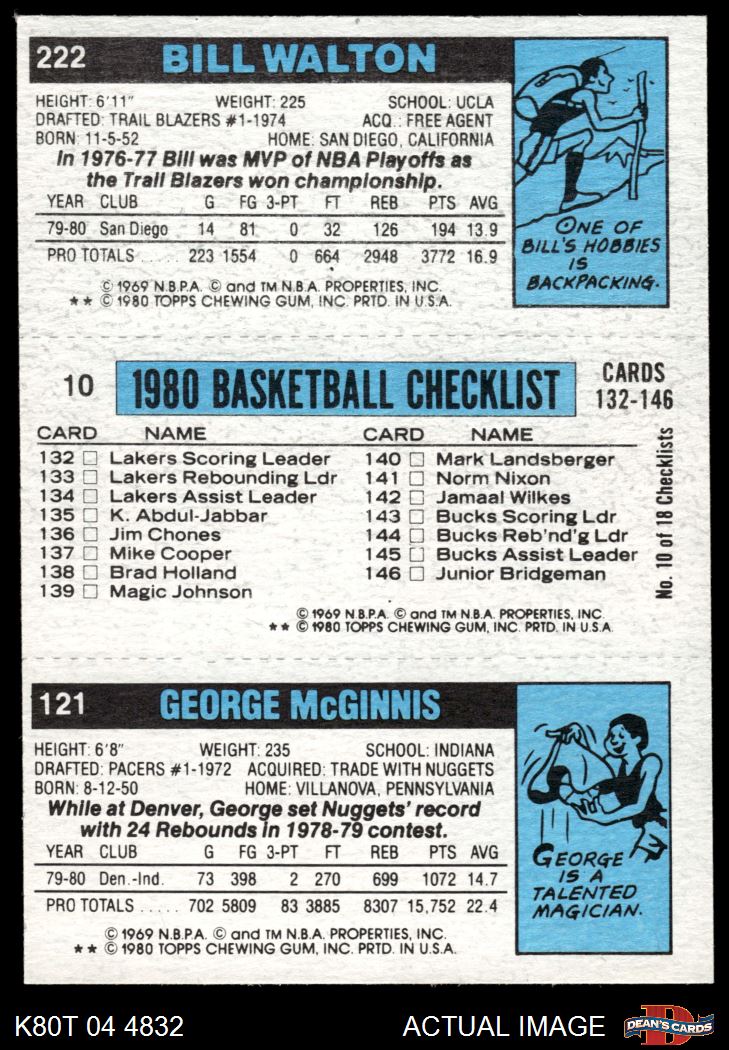 222 BILL WALTON
HEIGHT: 6'11" WEIGHT: 225 SCHOOL: UCLA
DRAFTED: TRAIL BLAZERS #1-1974 ACQ.: FREE AGENT
BORN: 11-5-52 HOME: SAN DIEGO, CALIFORNIA
In 1976-77 Bill was MVP of NBA Playoffs as
the Trail Blazers won championship.
YEAR CLUB G FG 3-PT FT REB PTS AVG
79-80 San Diego 14 81 0 32 126 194 13.9
PRO TOTALS ..... 223 1554 0 664 2948 3772 16.9
© 1969 N.B.P.A. © and TM N.B.A. PROPERTIES, INC.
** © 1980 TOPPS CHEWING GUM, INC. PRTD. IN U.S.A.
ONE OF
BILL'S HOBBIES
IS
BACKPACKING.
10 1980 BASKETBALL CHECKLIST CARDS
132-146
CARD NAME CARD NAME
132 □ Lakers Scoring Leader 140 □ Mark Landsberger
133 □ Lakers Rebounding Ldr 141 □ Norm Nixon
134 □ Lakers Assist Leader 142 □ Jamaal Wilkes
135 □ K. Abdul-Jabbar 143 □ Bucks Scoring Ldr
136 □ Jim Chones 144 □ Bucks Reb'nd'g Ldr
137 □ Mike Cooper 145 □ Bucks Assist Leader
138 □ Brad Holland 146 □ Junior Bridgeman
139 □ Magic Johnson
No. 10 of 18 Checklists
© 1969 N.B.P.A. © and TM N.B.A. PROPERTIES, INC.
** © 1980 TOPPS CHEWING GUM, INC. PRTD. IN U.S.A.
121 GEORGE McGINNIS
HEIGHT: 6'8" WEIGHT: 235 SCHOOL: INDIANA
DRAFTED: PACERS #1-1972 ACQUIRED: TRADE WITH NUGGETS
BORN: 8-12-50 HOME: VILLANOVA, PENNSYLVANIA
While at Denver, George set Nuggets' record
with 24 Rebounds in 1978-79 contest.
YEAR CLUB G FG 3-PT FT REB PTS AVG
79-80 Den.-Ind. 73 398 2 270 699 1072 14.7
PRO TOTALS ..... 702 5809 83 3885 8307 15,752 22.4
© 1969 N.B.P.A. © and TM N.B.A. PROPERTIES, INC.
** © 1980 TOPPS CHEWING GUM, INC. PRTD. IN U.S.A.
GEORGE
IS A
TALENTED
MAGICIAN.
K80T 04 4832 ACTUAL IMAGE D DEAN'S CARDS